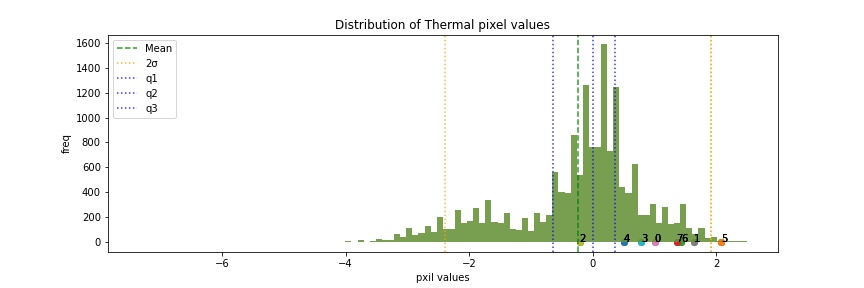 Distribution of Thermal pixel values
1600
1400
1200
1000
800
600
400
200
0
freq
Mean
2σ
q1
q2
q3
2
4
3
0
7
6
1
5
−6
−4
−2
0
2
pxil values